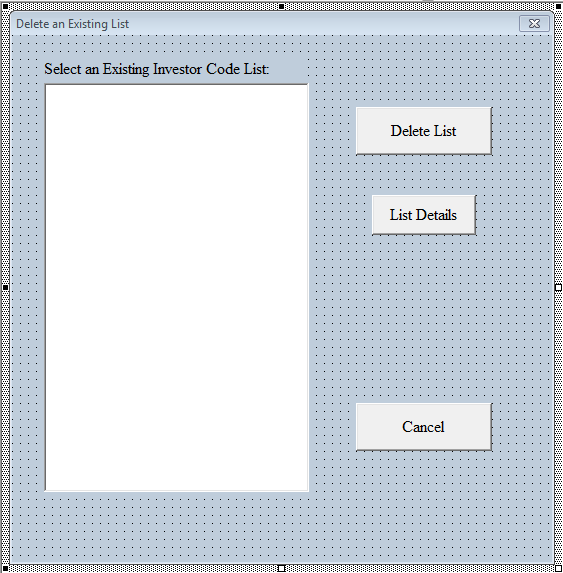 Delete an Existing List
Select an Existing Investor Code List:
Delete List
List Details
Cancel